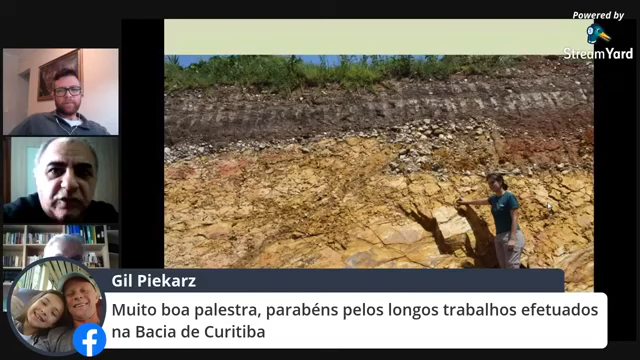 Powered by
StreamYard
Gil Piekarz
Muito boa palestra, parabéns pelos longos trabalhos efetuados
na Bacia de Curitiba